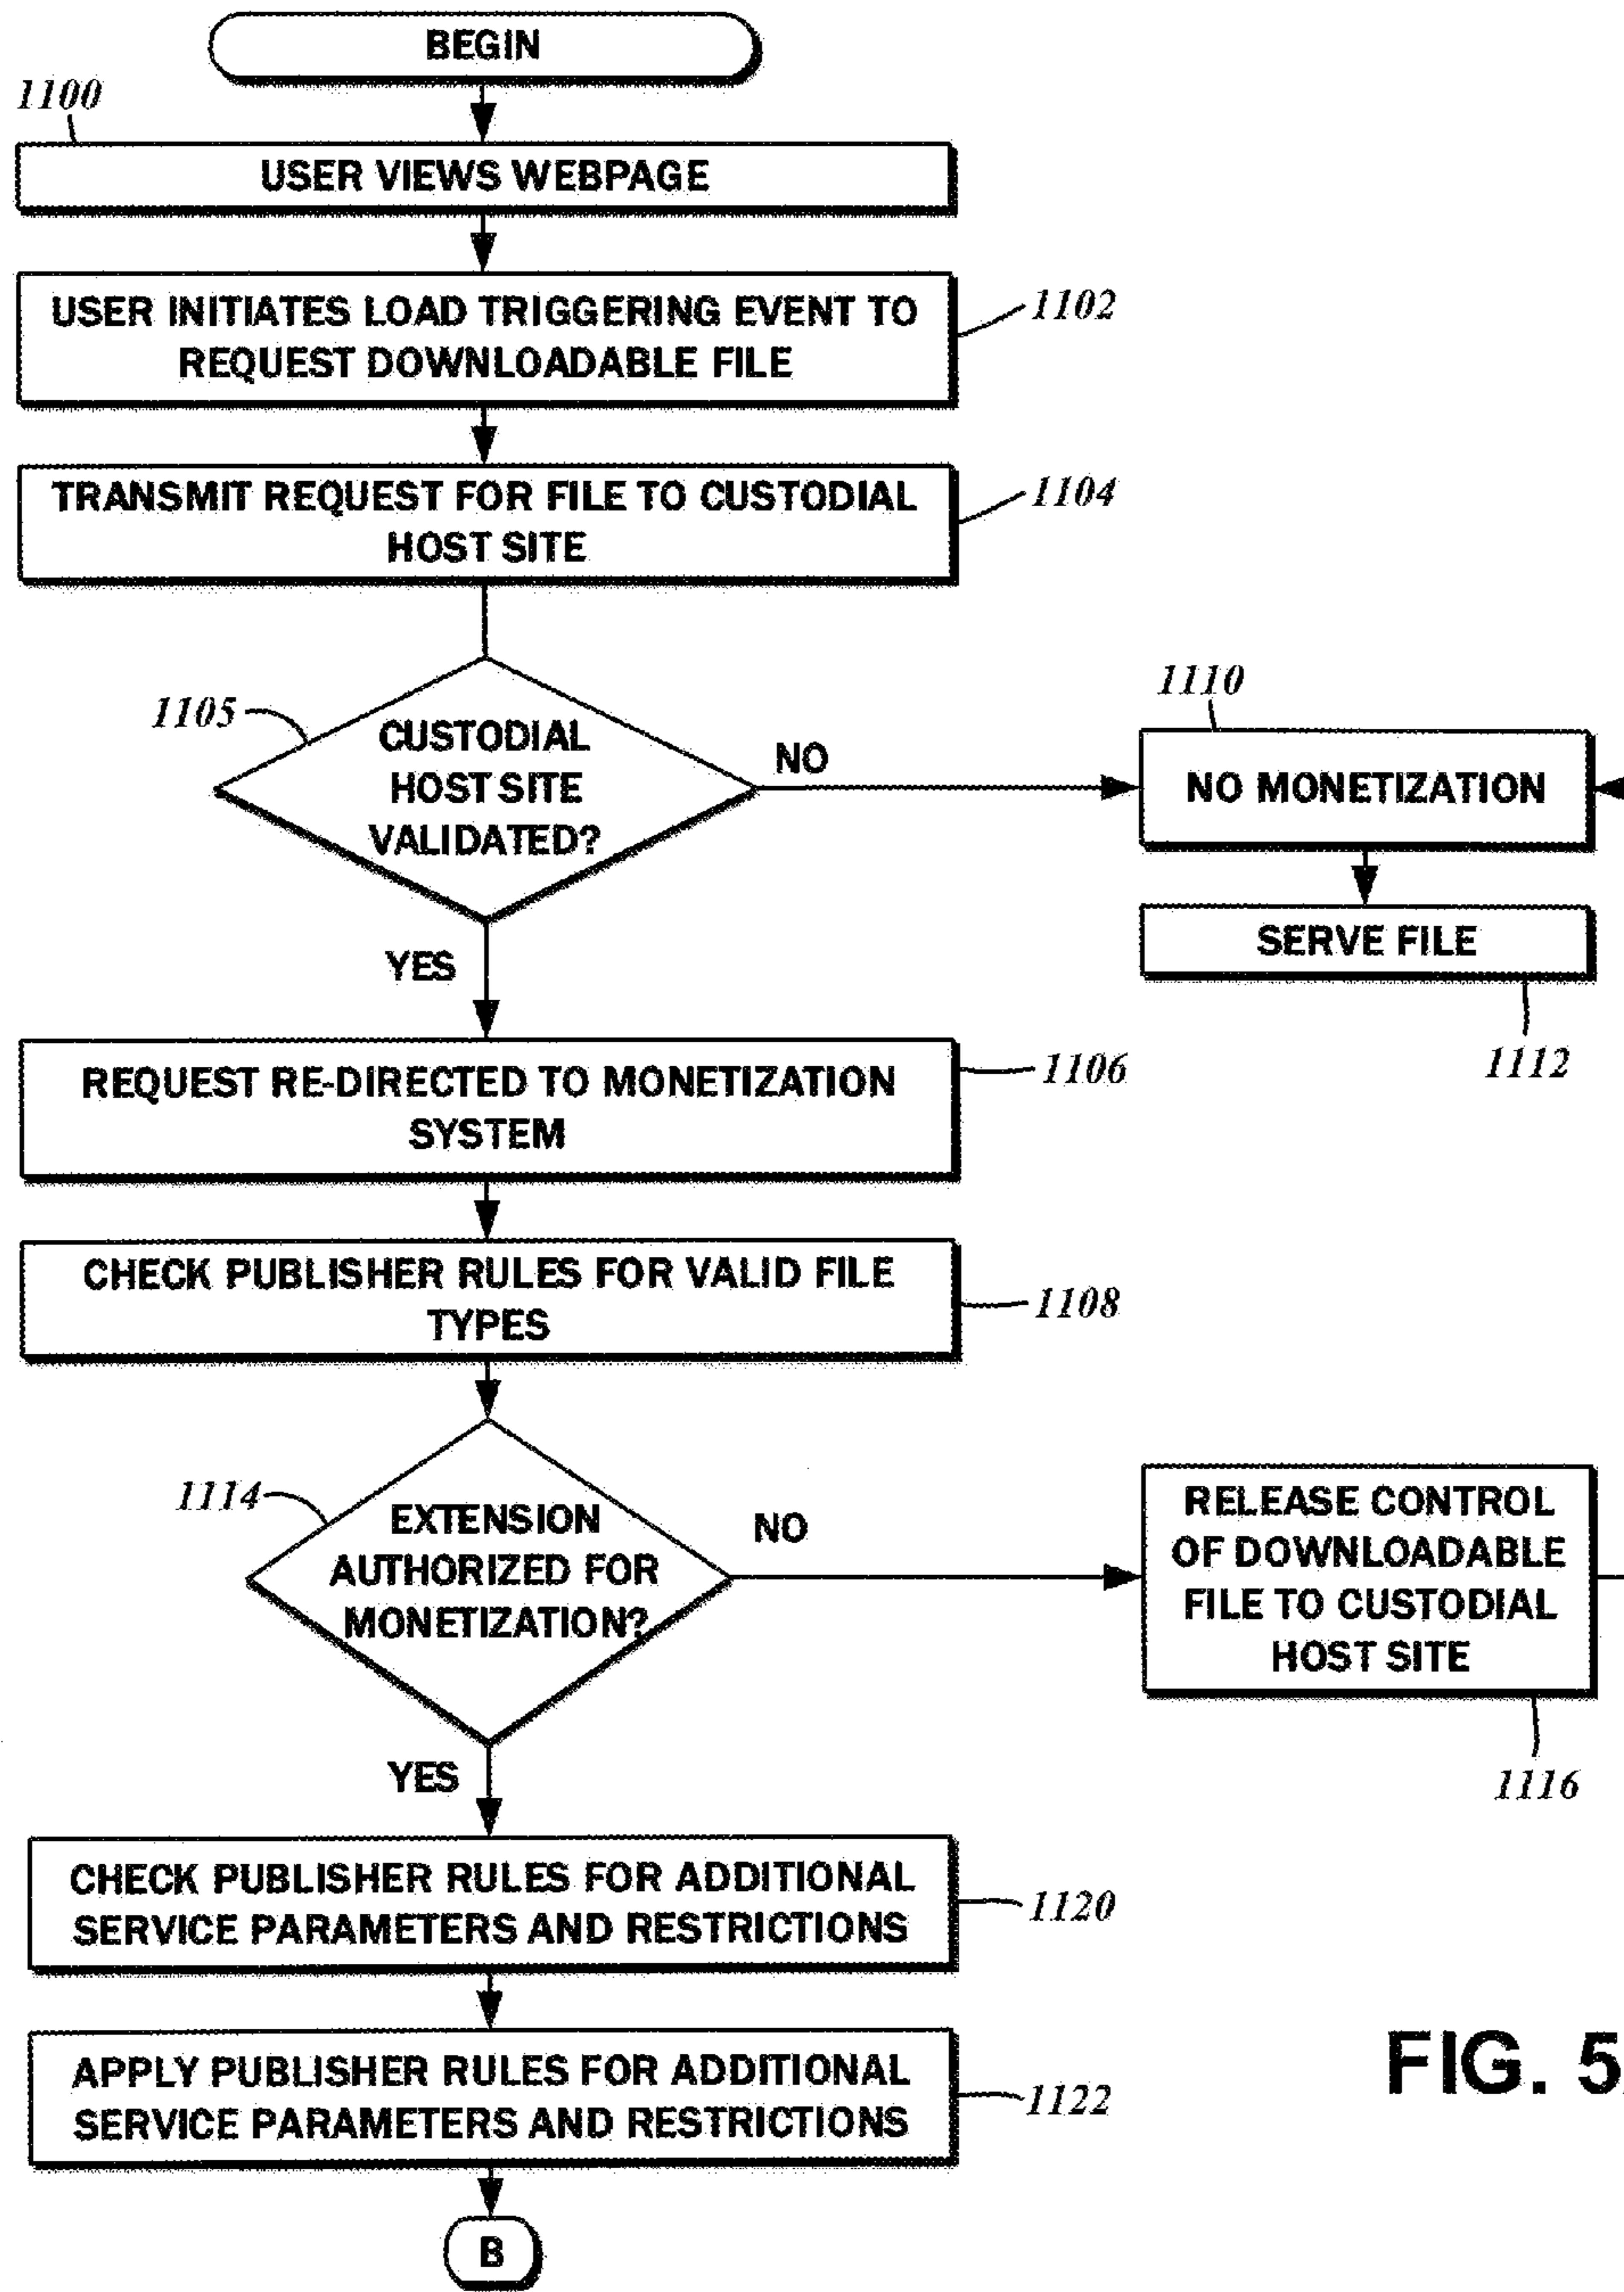 BEGIN
1100
USER VIEWS WEBPAGE
USER INITIATES LOAD TRIGGERING EVENT TO
REQUEST DOWNLOADABLE FILE
1102
TRANSMIT REQUEST FOR FILE TO CUSTODIAL
HOST SITE
1104
1105
CUSTODIAL
HOST SITE
VALIDATED?
NO
1110
NO MONETIZATION
SERVE FILE
1112
YES
REQUEST RE-DIRECTED TO MONETIZATION
SYSTEM
1106
CHECK PUBLISHER RULES FOR VALID FILE
TYPES
1108
1114
EXTENSION
AUTHORIZED FOR
MONETIZATION?
NO
RELEASE CONTROL
OF DOWNLOADABLE
FILE TO CUSTODIAL
HOST SITE
1116
YES
CHECK PUBLISHER RULES FOR ADDITIONAL
SERVICE PARAMETERS AND RESTRICTIONS
1120
APPLY PUBLISHER RULES FOR ADDITIONAL
SERVICE PARAMETERS AND RESTRICTIONS
1122
B
FIG. 5